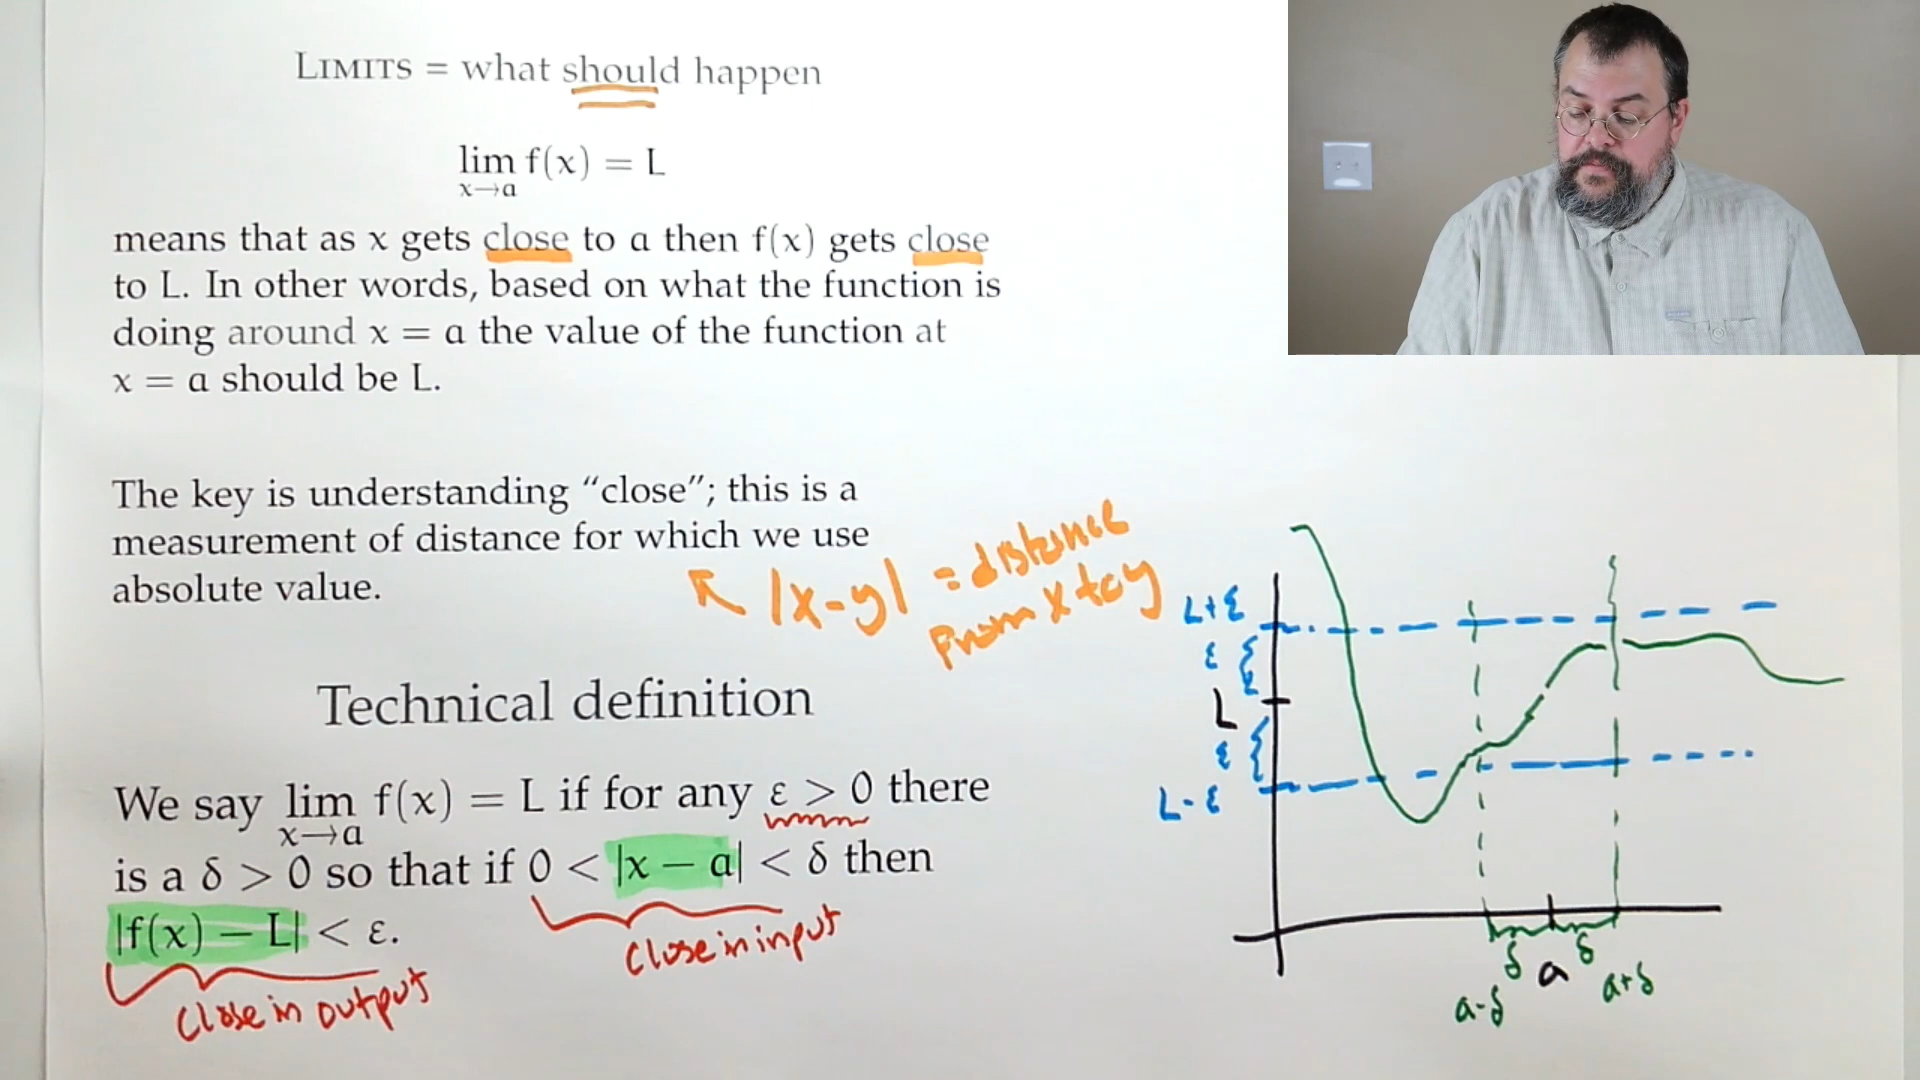 LIMITS = what should happen
lim f(x) = L
x→a
means that as x gets close to a then f(x) gets close
to L. In other words, based on what the function is
doing around x = a the value of the function at
x = a should be L.
The key is understanding “close”; this is a
measurement of distance for which we use
absolute value.
|x-y| = distance
from x to y
Technical definition
We say lim f(x) = L if for any ε > 0 there
x→a
is a δ > 0 so that if 0 < |x − a| < δ then
|f(x) − L| < ε.
close in input
close in output
L+ε
ε
L
ε
L-ε
δ a δ
a-δ a+δ